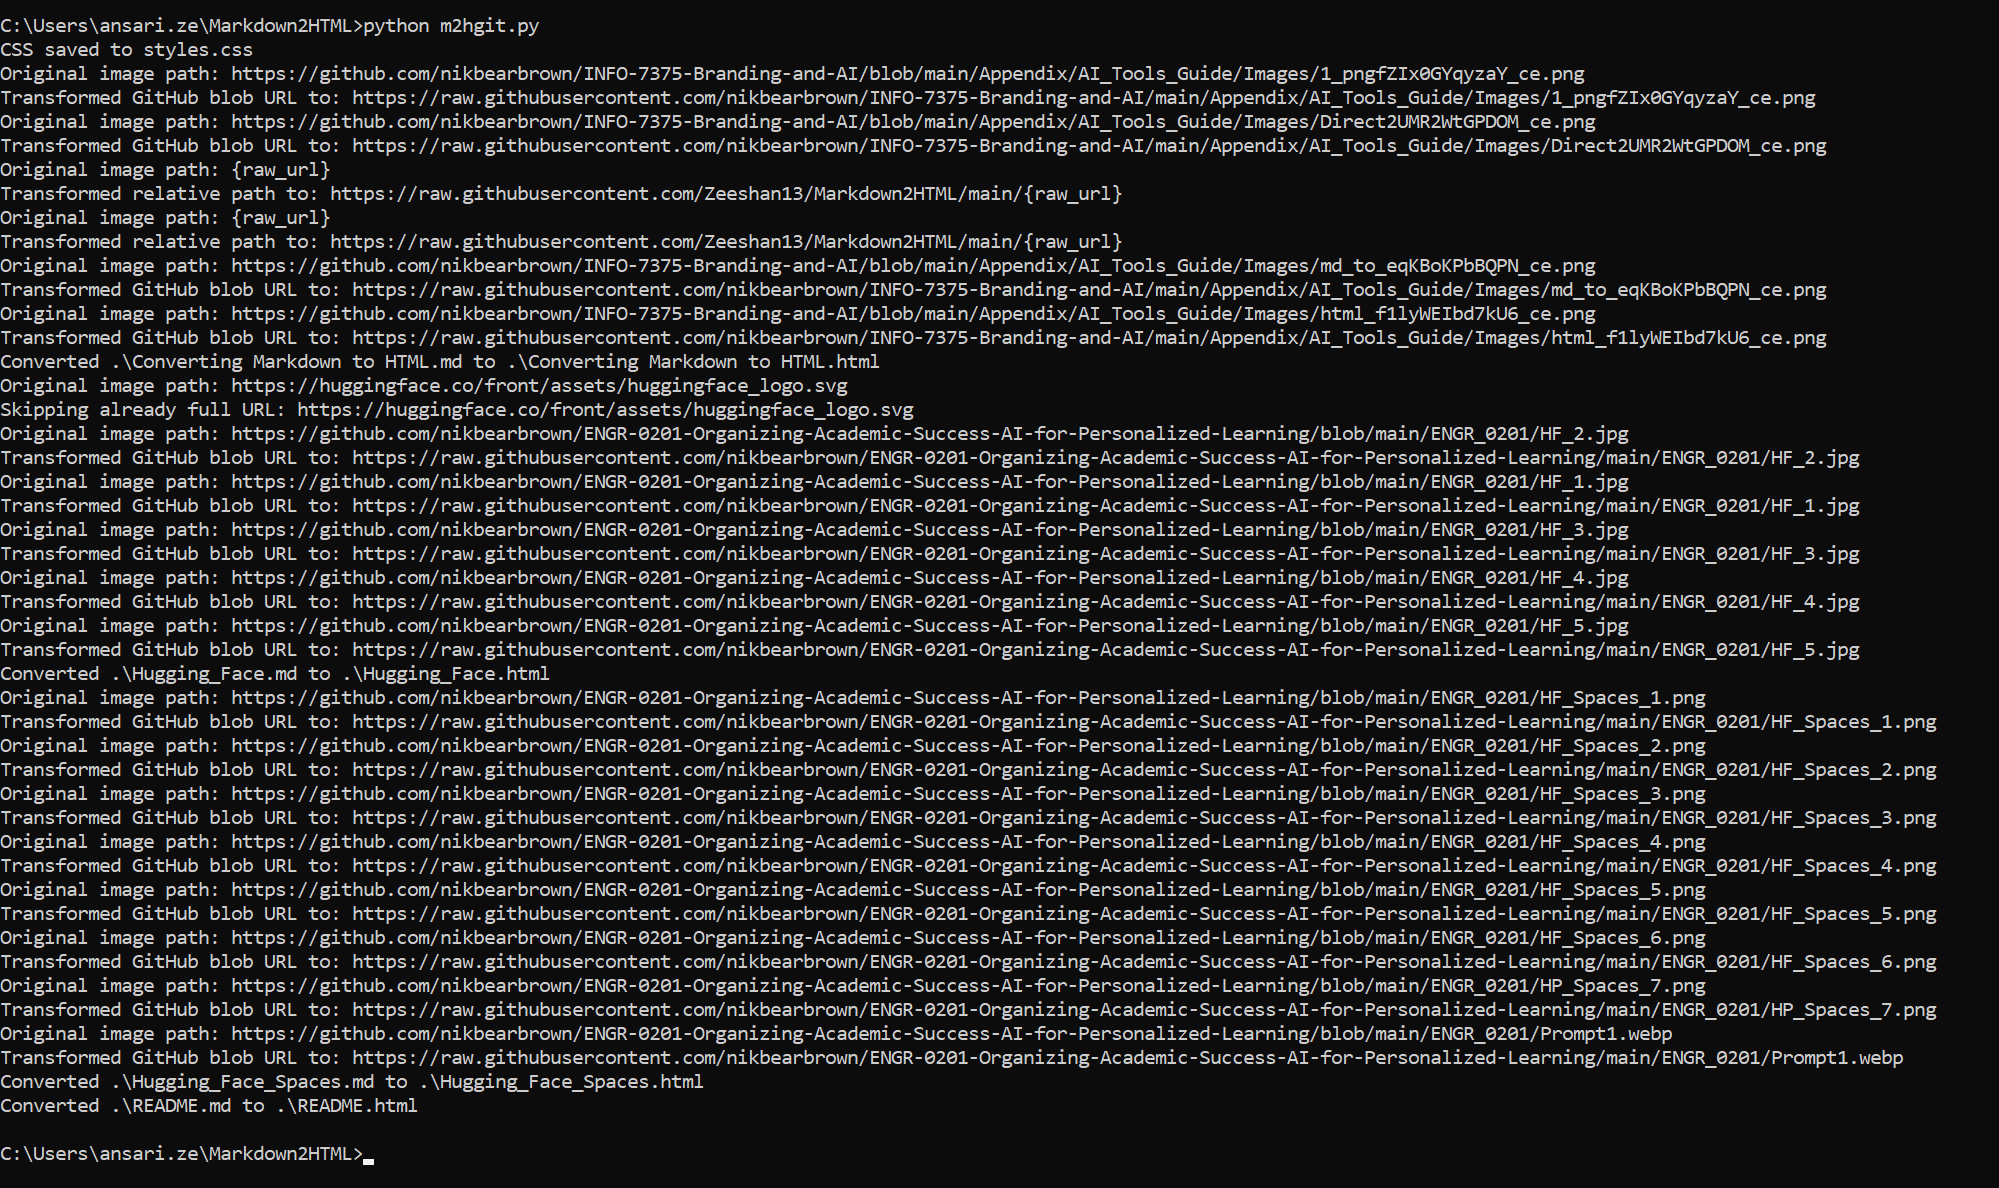 C:\Users\ansari.ze\Markdown2HTML>python m2hgit.py
CSS saved to styles.css
Original image path: https://github.com/nikbearbrown/INFO-7375-Branding-and-AI/blob/main/Appendix/AI_Tools_Guide/Images/1_pngfZIx0GYqyzaY_ce.png
Transformed GitHub blob URL to: https://raw.githubusercontent.com/nikbearbrown/INFO-7375-Branding-and-AI/main/Appendix/AI_Tools_Guide/Images/1_pngfZIx0GYqyzaY_ce.png
Original image path: https://github.com/nikbearbrown/INFO-7375-Branding-and-AI/blob/main/Appendix/AI_Tools_Guide/Images/Direct2UMR2WtGPDOM_ce.png
Transformed GitHub blob URL to: https://raw.githubusercontent.com/nikbearbrown/INFO-7375-Branding-and-AI/main/Appendix/AI_Tools_Guide/Images/Direct2UMR2WtGPDOM_ce.png
Original image path: {raw_url}
Transformed relative path to: https://raw.githubusercontent.com/Zeeshan13/Markdown2HTML/main/{raw_url}
Original image path: {raw_url}
Transformed relative path to: https://raw.githubusercontent.com/Zeeshan13/Markdown2HTML/main/{raw_url}
Original image path: https://github.com/nikbearbrown/INFO-7375-Branding-and-AI/blob/main/Appendix/AI_Tools_Guide/Images/md_to_eqKBoKPbBQPN_ce.png
Transformed GitHub blob URL to: https://raw.githubusercontent.com/nikbearbrown/INFO-7375-Branding-and-AI/main/Appendix/AI_Tools_Guide/Images/md_to_eqKBoKPbBQPN_ce.png
Original image path: https://github.com/nikbearbrown/INFO-7375-Branding-and-AI/blob/main/Appendix/AI_Tools_Guide/Images/html_f1lyWEIbd7kU6_ce.png
Transformed GitHub blob URL to: https://raw.githubusercontent.com/nikbearbrown/INFO-7375-Branding-and-AI/main/Appendix/AI_Tools_Guide/Images/html_f1lyWEIbd7kU6_ce.png
Converted .\Converting Markdown to HTML.md to .\Converting Markdown to HTML.html
Original image path: https://huggingface.co/front/assets/huggingface_logo.svg
Skipping already full URL: https://huggingface.co/front/assets/huggingface_logo.svg
Original image path: https://github.com/nikbearbrown/ENGR-0201-Organizing-Academic-Success-AI-for-Personalized-Learning/blob/main/ENGR_0201/HF_2.jpg
Transformed GitHub blob URL to: https://raw.githubusercontent.com/nikbearbrown/ENGR-0201-Organizing-Academic-Success-AI-for-Personalized-Learning/main/ENGR_0201/HF_2.jpg
Original image path: https://github.com/nikbearbrown/ENGR-0201-Organizing-Academic-Success-AI-for-Personalized-Learning/blob/main/ENGR_0201/HF_1.jpg
Transformed GitHub blob URL to: https://raw.githubusercontent.com/nikbearbrown/ENGR-0201-Organizing-Academic-Success-AI-for-Personalized-Learning/main/ENGR_0201/HF_1.jpg
Original image path: https://github.com/nikbearbrown/ENGR-0201-Organizing-Academic-Success-AI-for-Personalized-Learning/blob/main/ENGR_0201/HF_3.jpg
Transformed GitHub blob URL to: https://raw.githubusercontent.com/nikbearbrown/ENGR-0201-Organizing-Academic-Success-AI-for-Personalized-Learning/main/ENGR_0201/HF_3.jpg
Original image path: https://github.com/nikbearbrown/ENGR-0201-Organizing-Academic-Success-AI-for-Personalized-Learning/blob/main/ENGR_0201/HF_4.jpg
Transformed GitHub blob URL to: https://raw.githubusercontent.com/nikbearbrown/ENGR-0201-Organizing-Academic-Success-AI-for-Personalized-Learning/main/ENGR_0201/HF_4.jpg
Original image path: https://github.com/nikbearbrown/ENGR-0201-Organizing-Academic-Success-AI-for-Personalized-Learning/blob/main/ENGR_0201/HF_5.jpg
Transformed GitHub blob URL to: https://raw.githubusercontent.com/nikbearbrown/ENGR-0201-Organizing-Academic-Success-AI-for-Personalized-Learning/main/ENGR_0201/HF_5.jpg
Converted .\Hugging_Face.md to .\Hugging_Face.html
Original image path: https://github.com/nikbearbrown/ENGR-0201-Organizing-Academic-Success-AI-for-Personalized-Learning/blob/main/ENGR_0201/HF_Spaces_1.png
Transformed GitHub blob URL to: https://raw.githubusercontent.com/nikbearbrown/ENGR-0201-Organizing-Academic-Success-AI-for-Personalized-Learning/main/ENGR_0201/HF_Spaces_1.png
Original image path: https://github.com/nikbearbrown/ENGR-0201-Organizing-Academic-Success-AI-for-Personalized-Learning/blob/main/ENGR_0201/HF_Spaces_2.png
Transformed GitHub blob URL to: https://raw.githubusercontent.com/nikbearbrown/ENGR-0201-Organizing-Academic-Success-AI-for-Personalized-Learning/main/ENGR_0201/HF_Spaces_2.png
Original image path: https://github.com/nikbearbrown/ENGR-0201-Organizing-Academic-Success-AI-for-Personalized-Learning/blob/main/ENGR_0201/HF_Spaces_3.png
Transformed GitHub blob URL to: https://raw.githubusercontent.com/nikbearbrown/ENGR-0201-Organizing-Academic-Success-AI-for-Personalized-Learning/main/ENGR_0201/HF_Spaces_3.png
Original image path: https://github.com/nikbearbrown/ENGR-0201-Organizing-Academic-Success-AI-for-Personalized-Learning/blob/main/ENGR_0201/HF_Spaces_4.png
Transformed GitHub blob URL to: https://raw.githubusercontent.com/nikbearbrown/ENGR-0201-Organizing-Academic-Success-AI-for-Personalized-Learning/main/ENGR_0201/HF_Spaces_4.png
Original image path: https://github.com/nikbearbrown/ENGR-0201-Organizing-Academic-Success-AI-for-Personalized-Learning/blob/main/ENGR_0201/HF_Spaces_5.png
Transformed GitHub blob URL to: https://raw.githubusercontent.com/nikbearbrown/ENGR-0201-Organizing-Academic-Success-AI-for-Personalized-Learning/main/ENGR_0201/HF_Spaces_5.png
Original image path: https://github.com/nikbearbrown/ENGR-0201-Organizing-Academic-Success-AI-for-Personalized-Learning/blob/main/ENGR_0201/HF_Spaces_6.png
Transformed GitHub blob URL to: https://raw.githubusercontent.com/nikbearbrown/ENGR-0201-Organizing-Academic-Success-AI-for-Personalized-Learning/main/ENGR_0201/HF_Spaces_6.png
Original image path: https://github.com/nikbearbrown/ENGR-0201-Organizing-Academic-Success-AI-for-Personalized-Learning/blob/main/ENGR_0201/HP_Spaces_7.png
Transformed GitHub blob URL to: https://raw.githubusercontent.com/nikbearbrown/ENGR-0201-Organizing-Academic-Success-AI-for-Personalized-Learning/main/ENGR_0201/HP_Spaces_7.png
Original image path: https://github.com/nikbearbrown/ENGR-0201-Organizing-Academic-Success-AI-for-Personalized-Learning/blob/main/ENGR_0201/Prompt1.webp
Transformed GitHub blob URL to: https://raw.githubusercontent.com/nikbearbrown/ENGR-0201-Organizing-Academic-Success-AI-for-Personalized-Learning/main/ENGR_0201/Prompt1.webp
Converted .\Hugging_Face_Spaces.md to .\Hugging_Face_Spaces.html
Converted .\README.md to .\README.html
C:\Users\ansari.ze\Markdown2HTML>